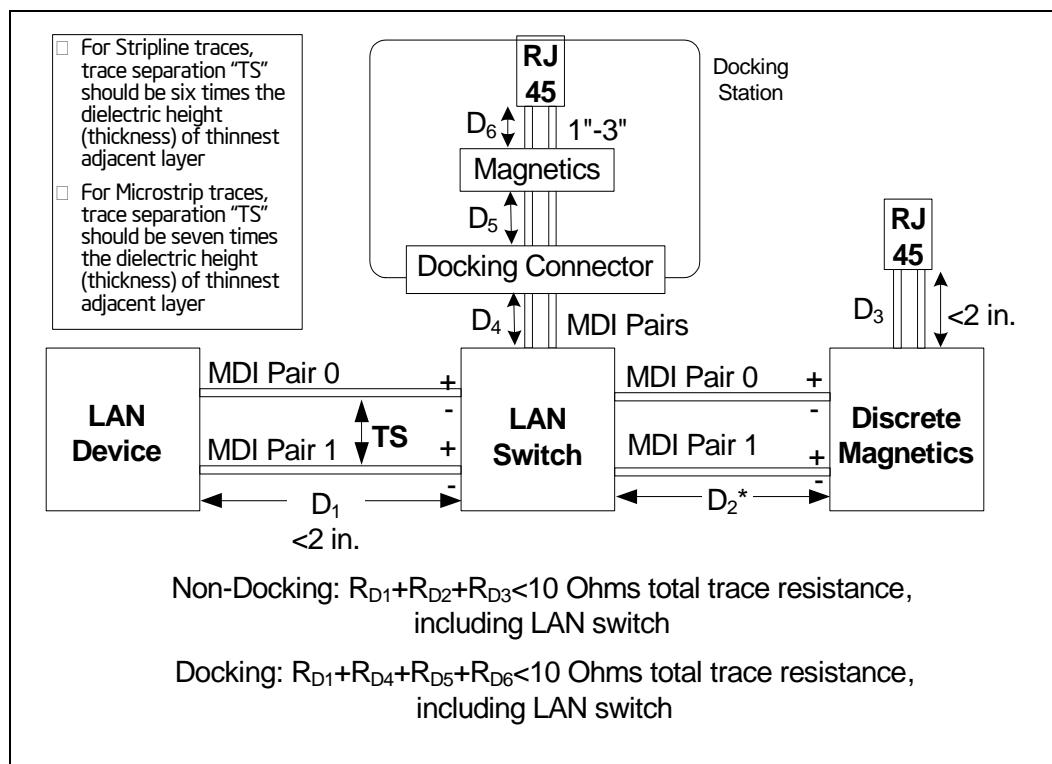 For Stripline traces,
trace separation “TS”
should be six times the
dielectric height
(thickness) of thinnest
adjacent layer
For Microstrip traces,
trace separation “TS”
should be seven times
the dielectric height
(thickness) of thinnest
adjacent layer
RJ
45
Docking
Station
D6
1"-3"
Magnetics
D5
Docking Connector
D4
MDI Pairs
RJ
45
D3
<2 in.
LAN
Device
MDI Pair 0
+
-
TS
MDI Pair 1
+
-
D1
<2 in.
LAN
Switch
MDI Pair 0
+
-
MDI Pair 1
+
-
D2*
Discrete
Magnetics
Non-Docking: RD1+RD2+RD3<10 Ohms total trace resistance,
including LAN switch
Docking: RD1+RD4+RD5+RD6<10 Ohms total trace resistance,
including LAN switch